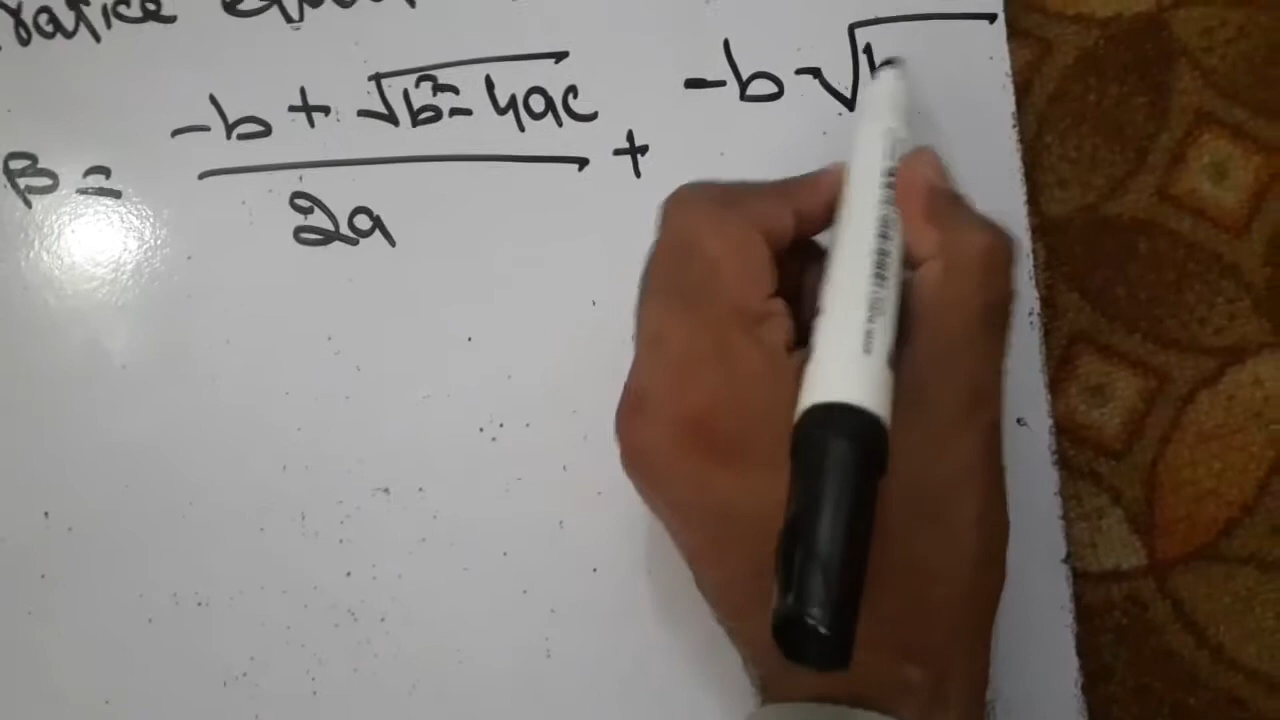 β = -b + √b² - 4ac / 2a + -b - √b